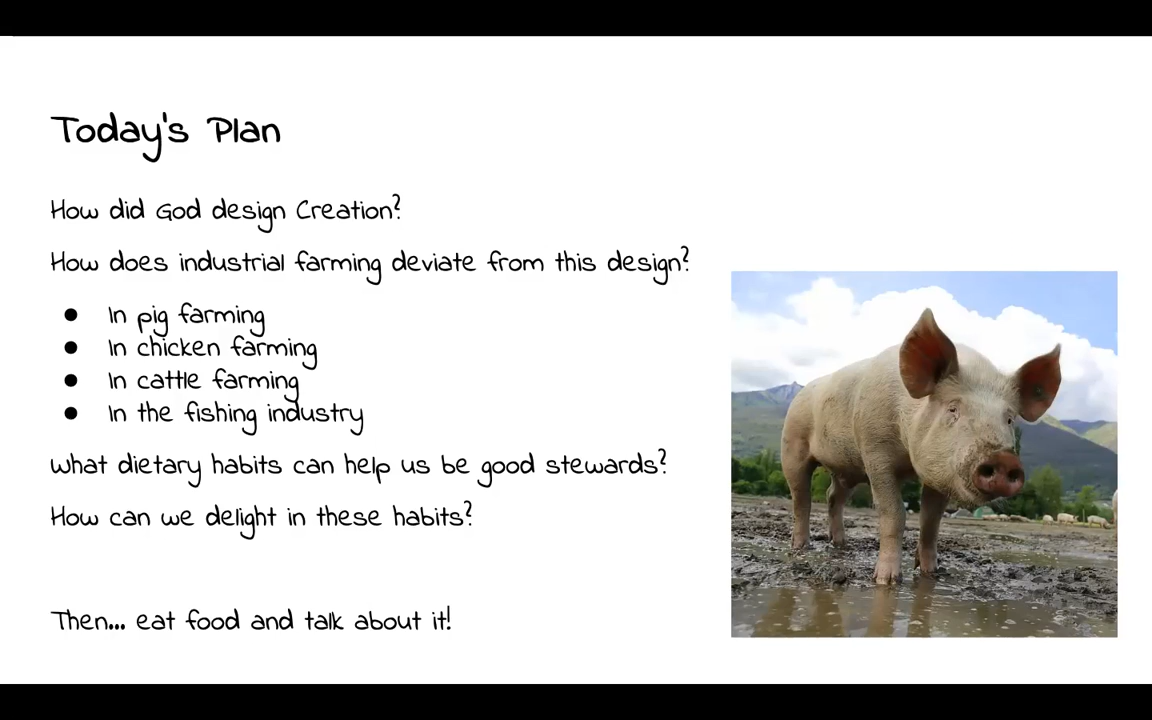 Today's Plan
How did God design Creation?
How does industrial farming deviate from this design?
● In pig farming
● In chicken farming
● In cattle farming
● In the fishing industry
What dietary habits can help us be good stewards?
How can we delight in these habits?
Then... eat food and talk about it!